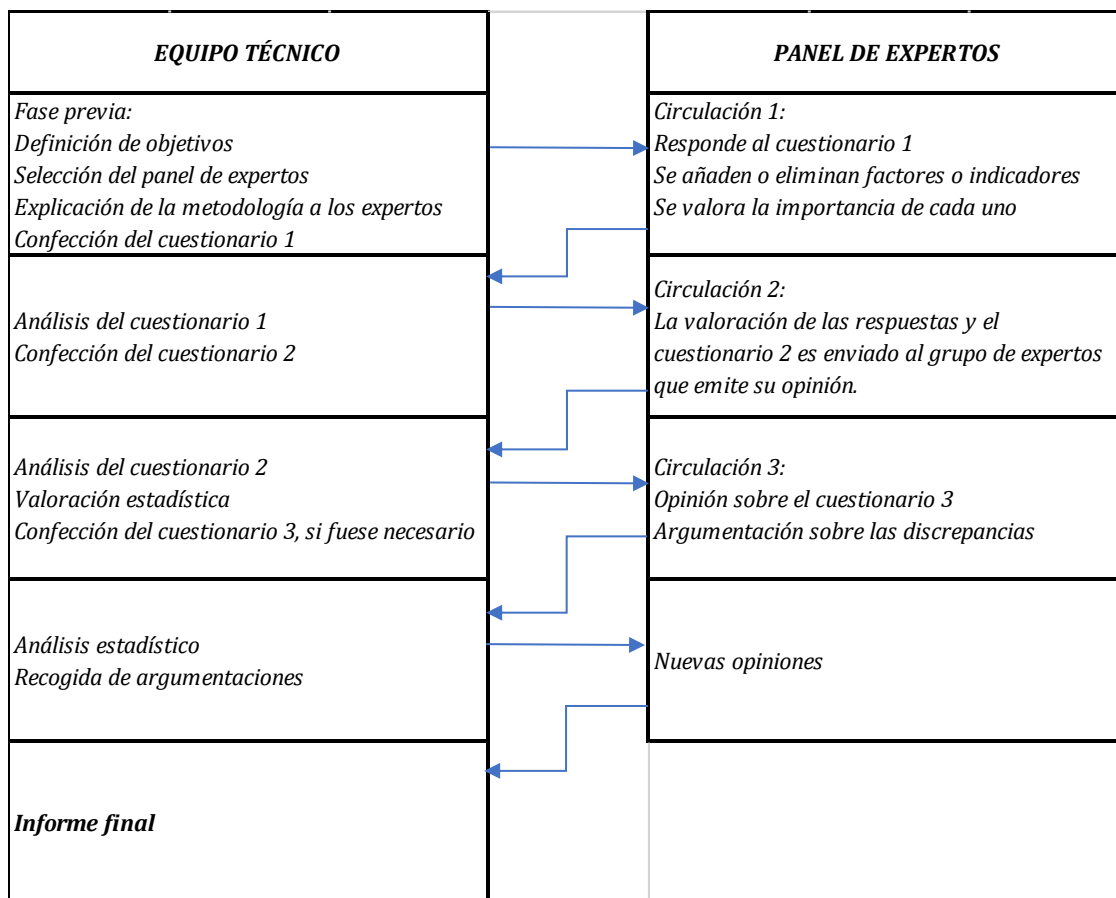 EQUIPO TÉCNICO
PANEL DE EXPERTOS
Fase previa:
Definición de objetivos
Selección del panel de expertos
Explicación de la metodología a los expertos
Confección del cuestionario 1
Circulación 1:
Responde al cuestionario 1
Se añaden o eliminan factores o indicadores
Se valora la importancia de cada uno
Análisis del cuestionario 1
Confección del cuestionario 2
Circulación 2:
La valoración de las respuestas y el
cuestionario 2 es enviado al grupo de expertos
que emite su opinión.
Análisis del cuestionario 2
Valoración estadística
Confección del cuestionario 3, si fuese necesario
Circulación 3:
Opinión sobre el cuestionario 3
Argumentación sobre las discrepancias
Análisis estadístico
Recogida de argumentaciones
Nuevas opiniones
Informe final